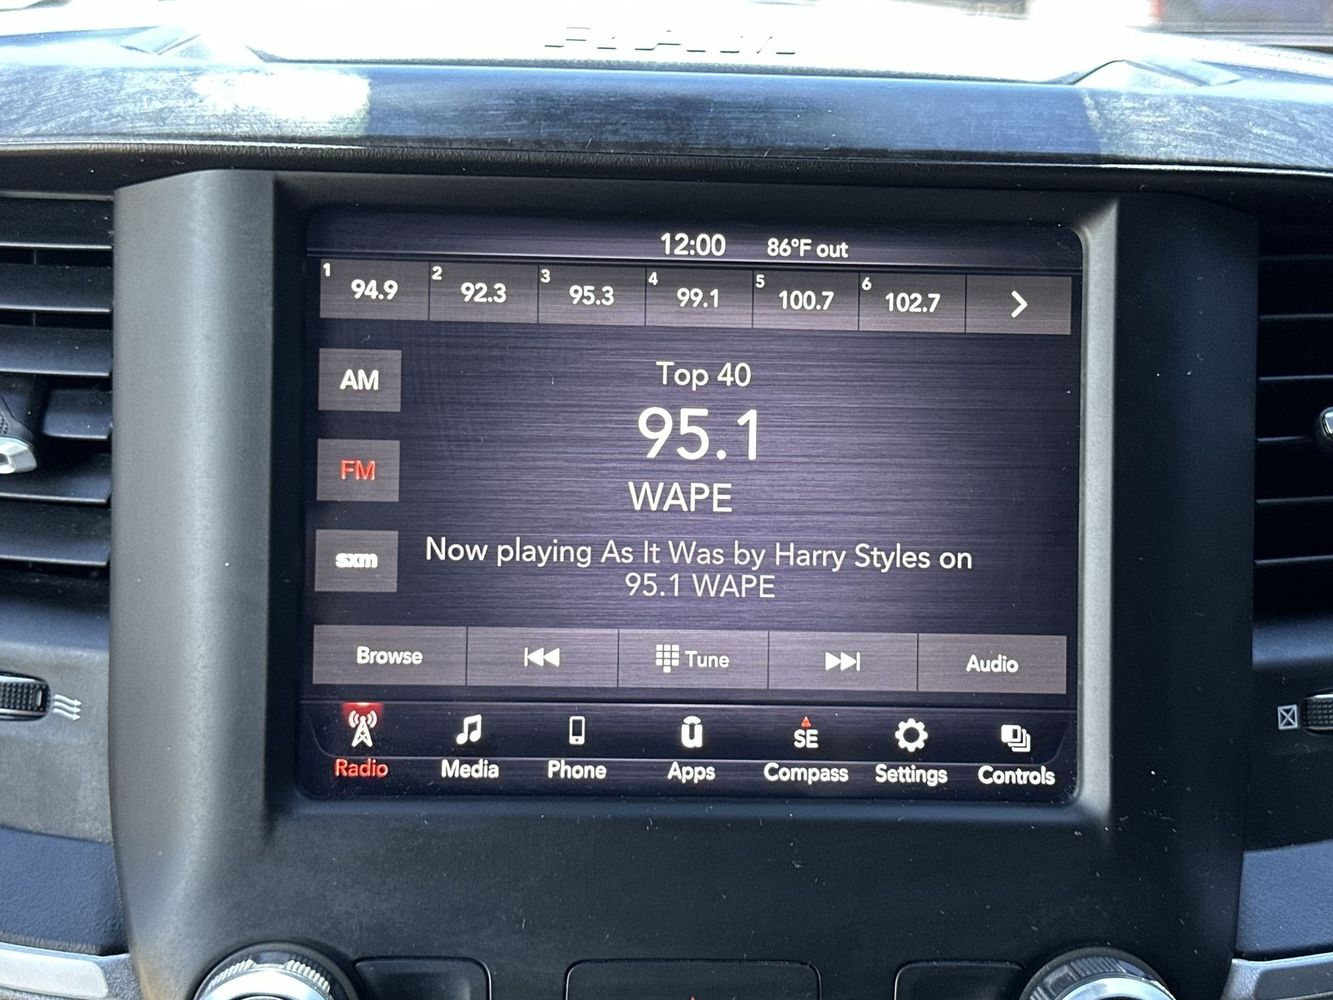 RAM
12:00 86°F out
1 94.9 2 92.3 3 95.3 4 99.1 5 100.7 6 102.7
AM
Top 40
95.1
FM
WAPE
sxm
Now playing As It Was by Harry Styles on
95.1 WAPE
Browse Tune Audio
SE
Radio Media Phone Apps Compass Settings Controls